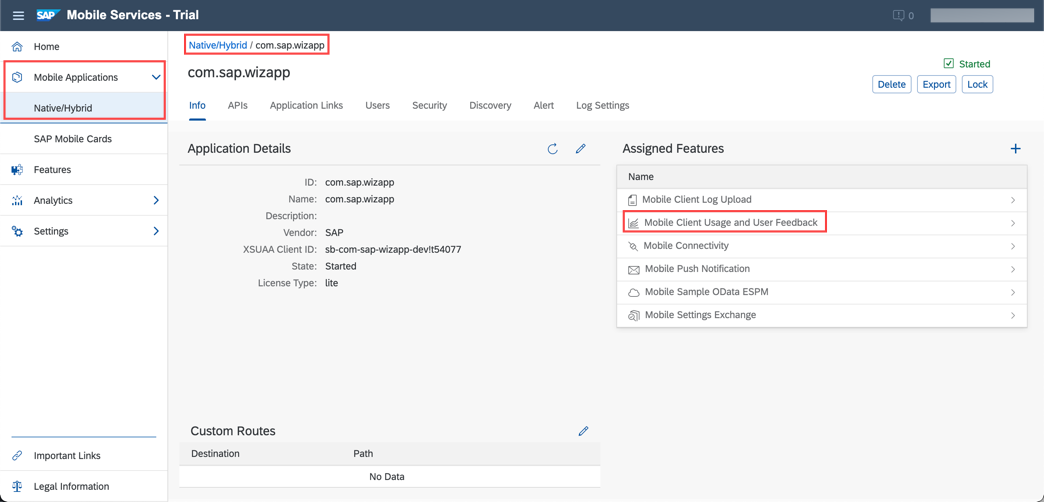 SAP Mobile Services - Trial
0
Home
Mobile Applications
Native/Hybrid
SAP Mobile Cards
Features
Analytics
Settings
Important Links
Legal Information
Native/Hybrid / com.sap.wizapp
com.sap.wizapp
Started
Delete Export Lock
Info APIs Application Links Users Security Discovery Alert Log Settings
Application Details
ID: com.sap.wizapp
Name: com.sap.wizapp
Description:
Vendor: SAP
XSUAA Client ID: sb-com-sap-wizapp-dev!t54077
State: Started
License Type: lite
Assigned Features
Name
Mobile Client Log Upload
Mobile Client Usage and User Feedback
Mobile Connectivity
Mobile Push Notification
Mobile Sample OData ESPM
Mobile Settings Exchange
Custom Routes
Destination Path
No Data